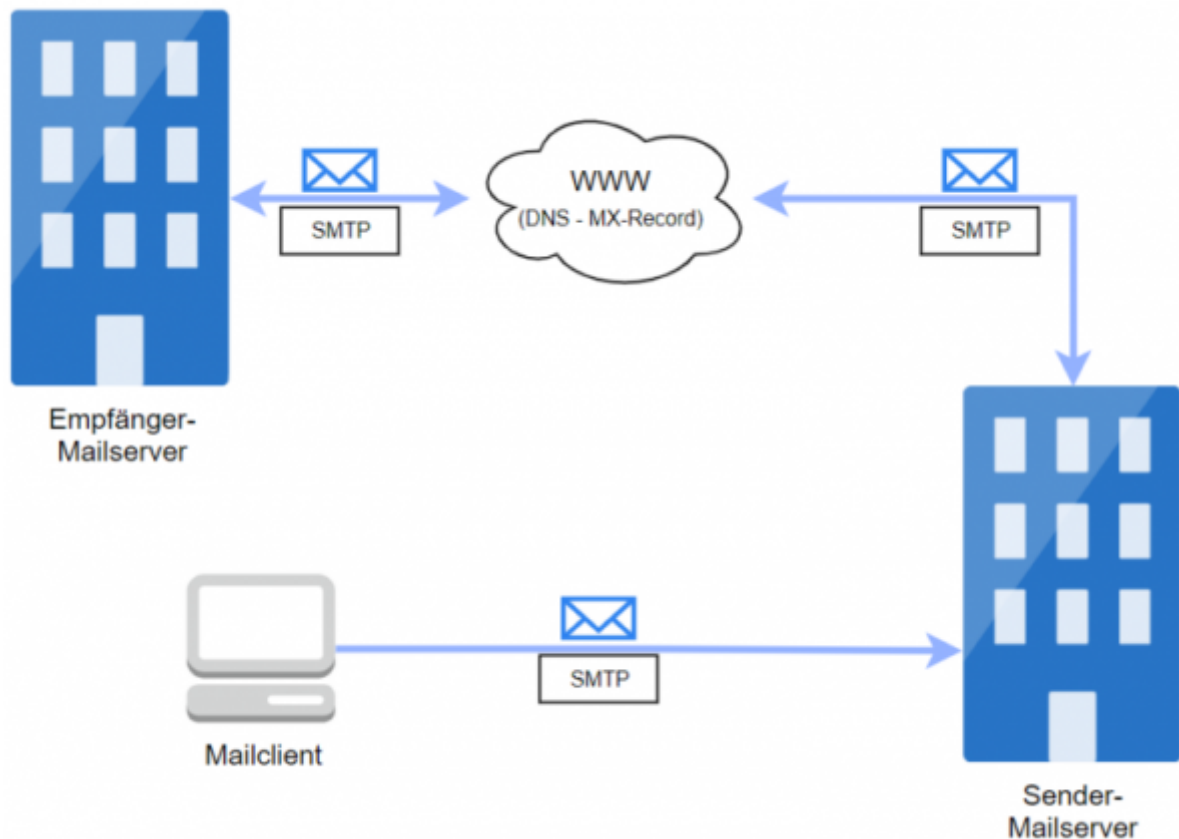 WWW
(DNS - MX-Record)
SMTP
SMTP
Empfänger-
Mailserver
SMTP
Mailclient
Sender-
Mailserver